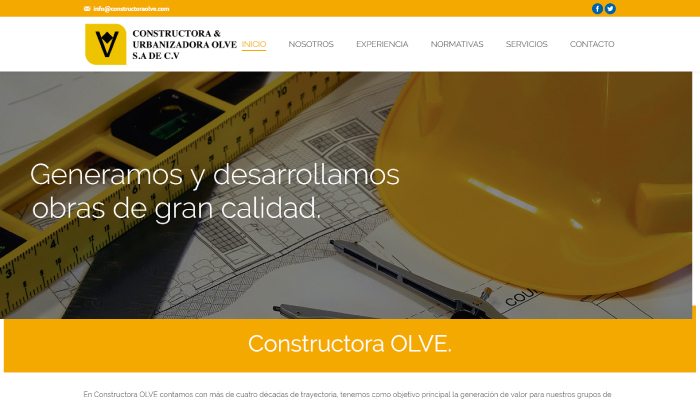 info@constructoraolve.com
CONSTRUCTORA &
URBANIZADORA OLVE
S.A DE C.V
INICIO NOSOTROS EXPERIENCIA NORMATIVAS SERVICIOS CONTACTO
Generamos y desarrollamos
obras de gran calidad.
COU
Constructora OLVE.
En Constructora OLVE contamos con más de cuatro décadas de trayectoria, tenemos como objetivo principal la generación de valor para nuestros grupos de